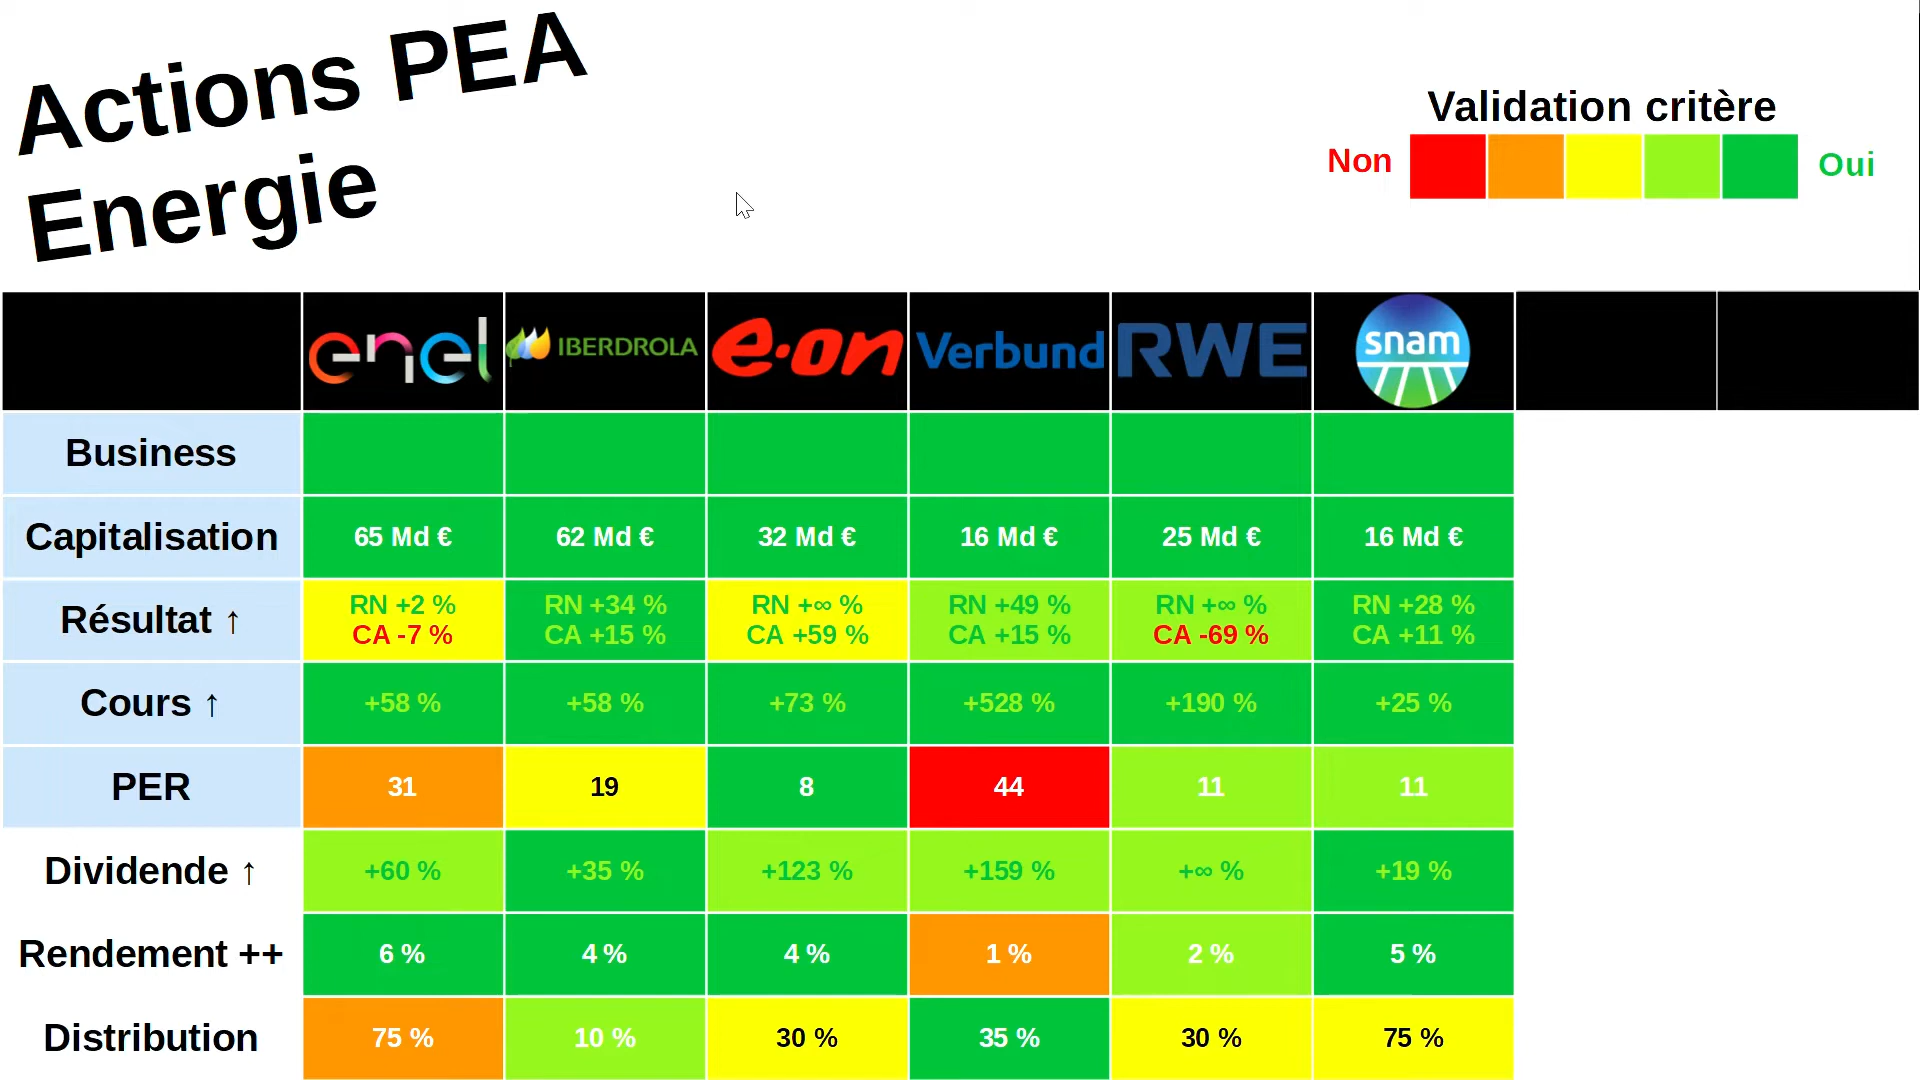 Actions PEA
Energie
Validation critère
Non
Oui
enel IBERDROLA e·on Verbund RWE snam
Business
Capitalisation 65 Md € 62 Md € 32 Md € 16 Md € 25 Md € 16 Md €
Résultat ↑
RN +2 % RN +34 % RN +∞ % RN +49 % RN +∞ % RN +28 %
CA -7 % CA +15 % CA +59 % CA +15 % CA -69 % CA +11 %
Cours ↑ +58 % +58 % +73 % +528 % +190 % +25 %
PER 31 19 8 44 11 11
Dividende ↑ +60 % +35 % +123 % +159 % +∞ % +19 %
Rendement ++ 6 % 4 % 4 % 1 % 2 % 5 %
Distribution 75 % 10 % 30 % 35 % 30 % 75 %